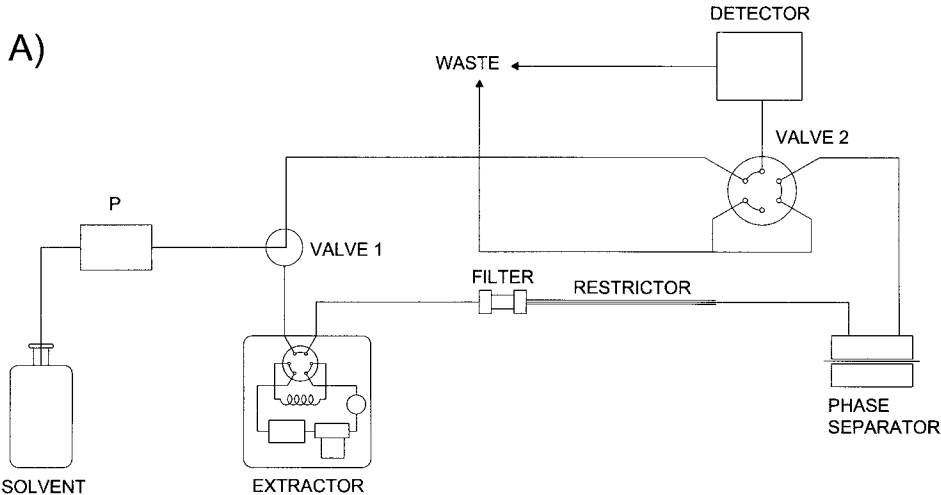 A)
DETECTOR
WASTE
VALVE 2
P
VALVE 1
FILTER
RESTRICTOR
PHASE
SEPARATOR
SOLVENT
EXTRACTOR